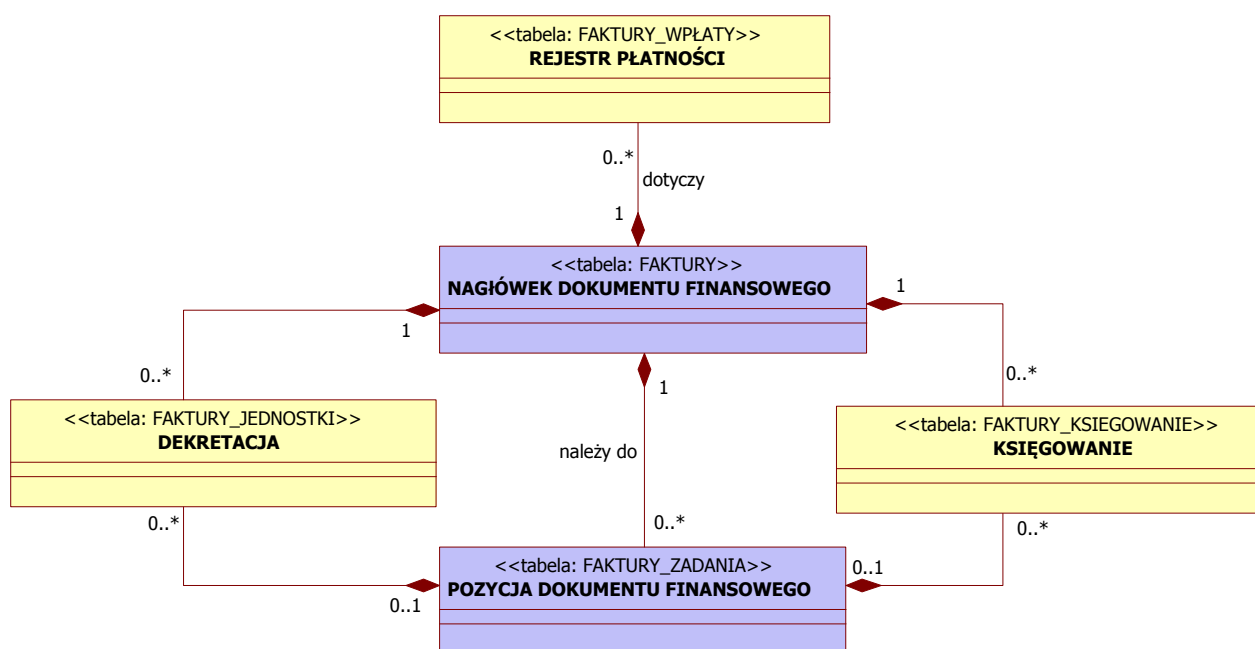 <<tabela: FAKTURY_WPŁATY>>
REJESTR PŁATNOŚCI
0..*
dotyczy
1
<<tabela: FAKTURY>>
NAGŁÓWEK DOKUMENTU FINANSOWEGO
1
1
1
0..*
0..*
<<tabela: FAKTURY_JEDNOSTKI>>
DEKRETACJA
<<tabela: FAKTURY_KSIEGOWANIE>>
KSIĘGOWANIE
należy do
0..*
0..*
0..*
<<tabela: FAKTURY_ZADANIA>>
POZYCJA DOKUMENTU FINANSOWEGO
0..1
0..1